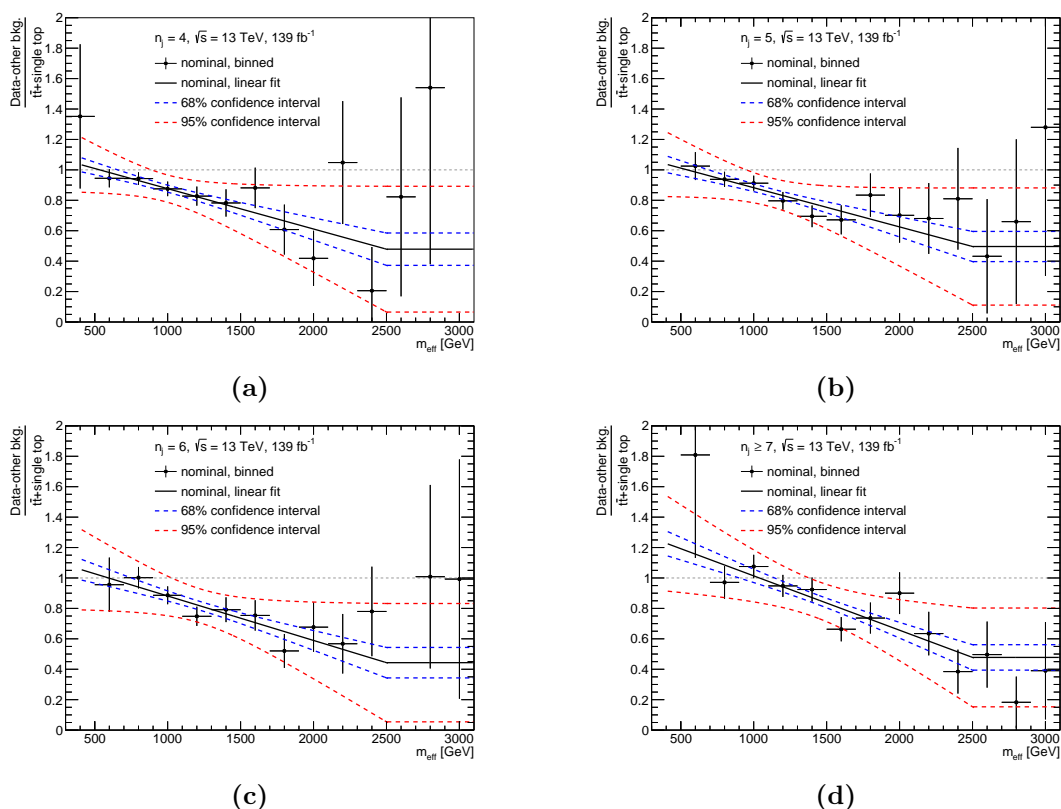 Data-other bkg.
tt̄+single top
n_j = 4, √s = 13 TeV, 139 fb⁻¹
nominal, binned
nominal, linear fit
68% confidence interval
95% confidence interval
2
1.8
1.6
1.4
1.2
1
0.8
0.6
0.4
0.2
0
500 1000 1500 2000 2500 3000
m_eff [GeV]
(a)
Data-other bkg.
tt̄+single top
n_j = 5, √s = 13 TeV, 139 fb⁻¹
nominal, binned
nominal, linear fit
68% confidence interval
95% confidence interval
2
1.8
1.6
1.4
1.2
1
0.8
0.6
0.4
0.2
0
500 1000 1500 2000 2500 3000
m_eff [GeV]
(b)
Data-other bkg.
tt̄+single top
n_j = 6, √s = 13 TeV, 139 fb⁻¹
nominal, binned
nominal, linear fit
68% confidence interval
95% confidence interval
2
1.8
1.6
1.4
1.2
1
0.8
0.6
0.4
0.2
0
500 1000 1500 2000 2500 3000
m_eff [GeV]
(c)
Data-other bkg.
tt̄+single top
n_j ≥ 7, √s = 13 TeV, 139 fb⁻¹
nominal, binned
nominal, linear fit
68% confidence interval
95% confidence interval
2
1.8
1.6
1.4
1.2
1
0.8
0.6
0.4
0.2
0
500 1000 1500 2000 2500 3000
m_eff [GeV]
(d)